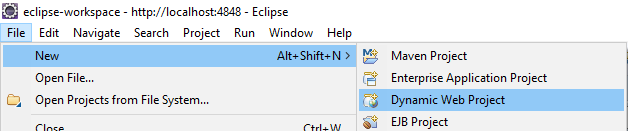 eclipse-workspace - http://localhost:4848 - Eclipse
File Edit Navigate Search Project Run Window Help
New Alt+Shift+N > Maven Project
Open File... Enterprise Application Project
Open Projects from File System... Dynamic Web Project
Close Ctrl+W EJB Project